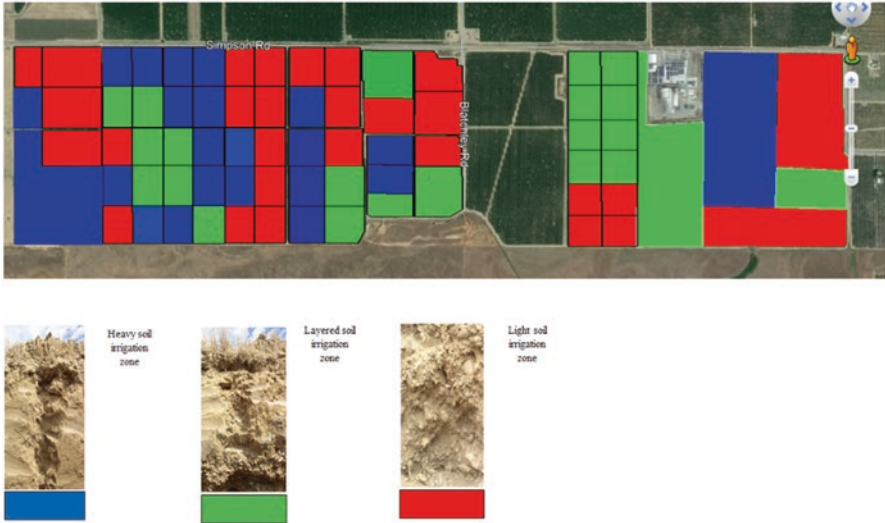 Simpson Rd
Blatchley Rd
Heavy soil
irrigation
zone
Layered soil
irrigation
zone
Light soil
irrigation
zone